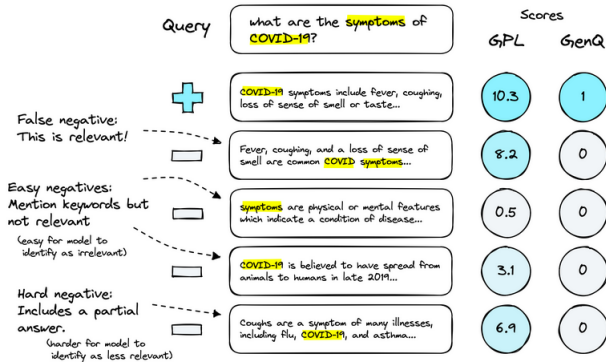 Query
what are the symptoms of
COVID-19?
Scores
GPL
GenQ
COVID-19 symptoms include fever, coughing,
loss of sense of smell or taste...
10.3
1
False negative:
This is relevant!
Fever, coughing, and a loss of sense of
smell are common COVID symptoms...
8.2
0
Easy negatives:
Mention keywords but
not relevant
(easy for model to
identify as irrelevant)
symptoms are physical or mental features
which indicate a condition of disease...
0.5
0
COVID-19 is believed to have spread from
animals to humans in late 2019...
3.1
0
Hard negative:
Includes a partial
answer.
(harder for model to
identify as less relevant)
Coughs are a symptom of many illnesses,
including flu, COVID-19, and asthma...
6.9
0